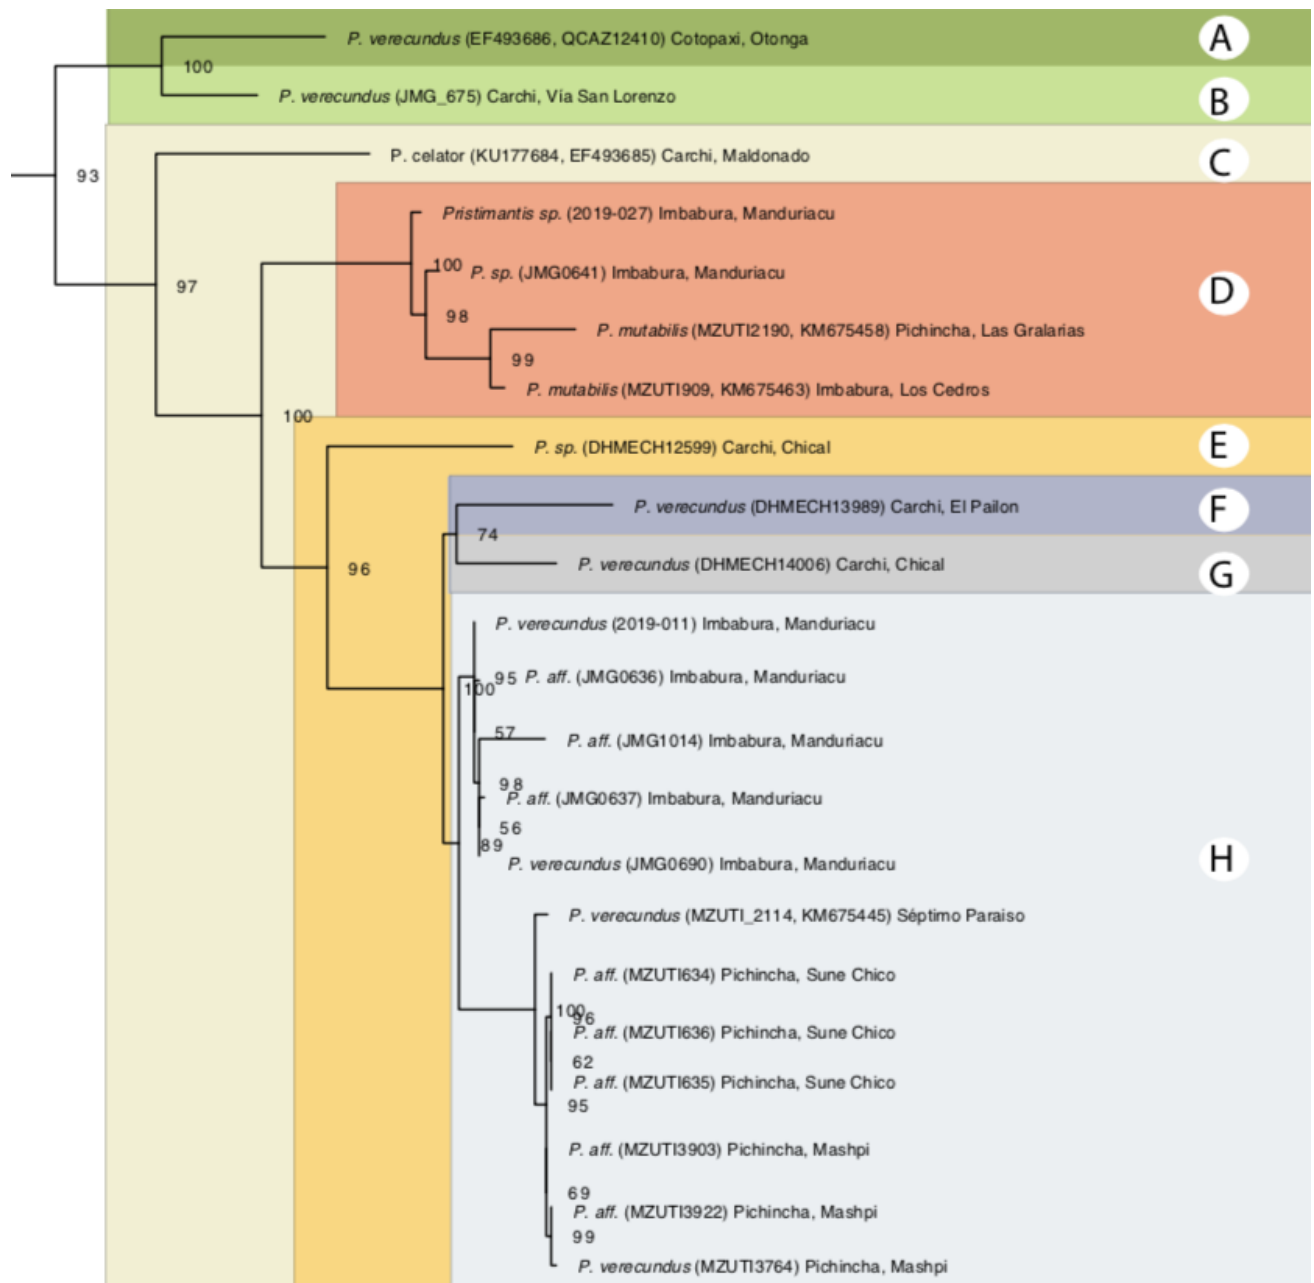 P. verecundus (EF493686, QCAZ12410) Cotopaxi, Otonga
A
100
P. verecundus (JMG_675) Carchi, Via San Lorenzo
B
P. celator (KU177684, EF493685) Carchi, Maldonado
C
93
Pristimantis sp. (2019-027) Imbabura, Manduriacu
100
P. sp. (JMG0641) Imbabura, Manduriacu
97
D
98
P. mutabilis (MZUTI2190, KM675458) Pichincha, Las Gralarias
99
P. mutabilis (MZUTI909, KM675463) Imbabura, Los Cedros
100
P. sp. (DHMECH12599) Carchi, Chical
E
P. verecundus (DHMECH13989) Carchi, El Pailon
F
74
P. verecundus (DHMECH14006) Carchi, Chical
G
96
P. verecundus (2019-011) Imbabura, Manduriacu
95
P. aff. (JMG0636) Imbabura, Manduriacu
100
57
P. aff. (JMG1014) Imbabura, Manduriacu
98
P. aff. (JMG0637) Imbabura, Manduriacu
56
89
P. verecundus (JMG0690) Imbabura, Manduriacu
H
P. verecundus (MZUTI_2114, KM675445) Séptimo Paraiso
P. aff. (MZUTI634) Pichincha, Sune Chico
100
96
P. aff. (MZUTI636) Pichincha, Sune Chico
62
P. aff. (MZUTI635) Pichincha, Sune Chico
95
P. aff. (MZUTI3903) Pichincha, Mashpi
69
P. aff. (MZUTI3922) Pichincha, Mashpi
99
P. verecundus (MZUTI3764) Pichincha, Mashpi